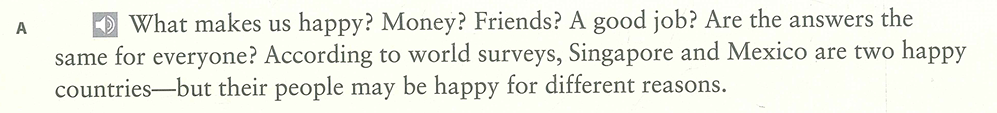 A What makes us happy? Money? Friends? A good job? Are the answers the
same for everyone? According to world surveys, Singapore and Mexico are two happy
countries—but their people may be happy for different reasons.